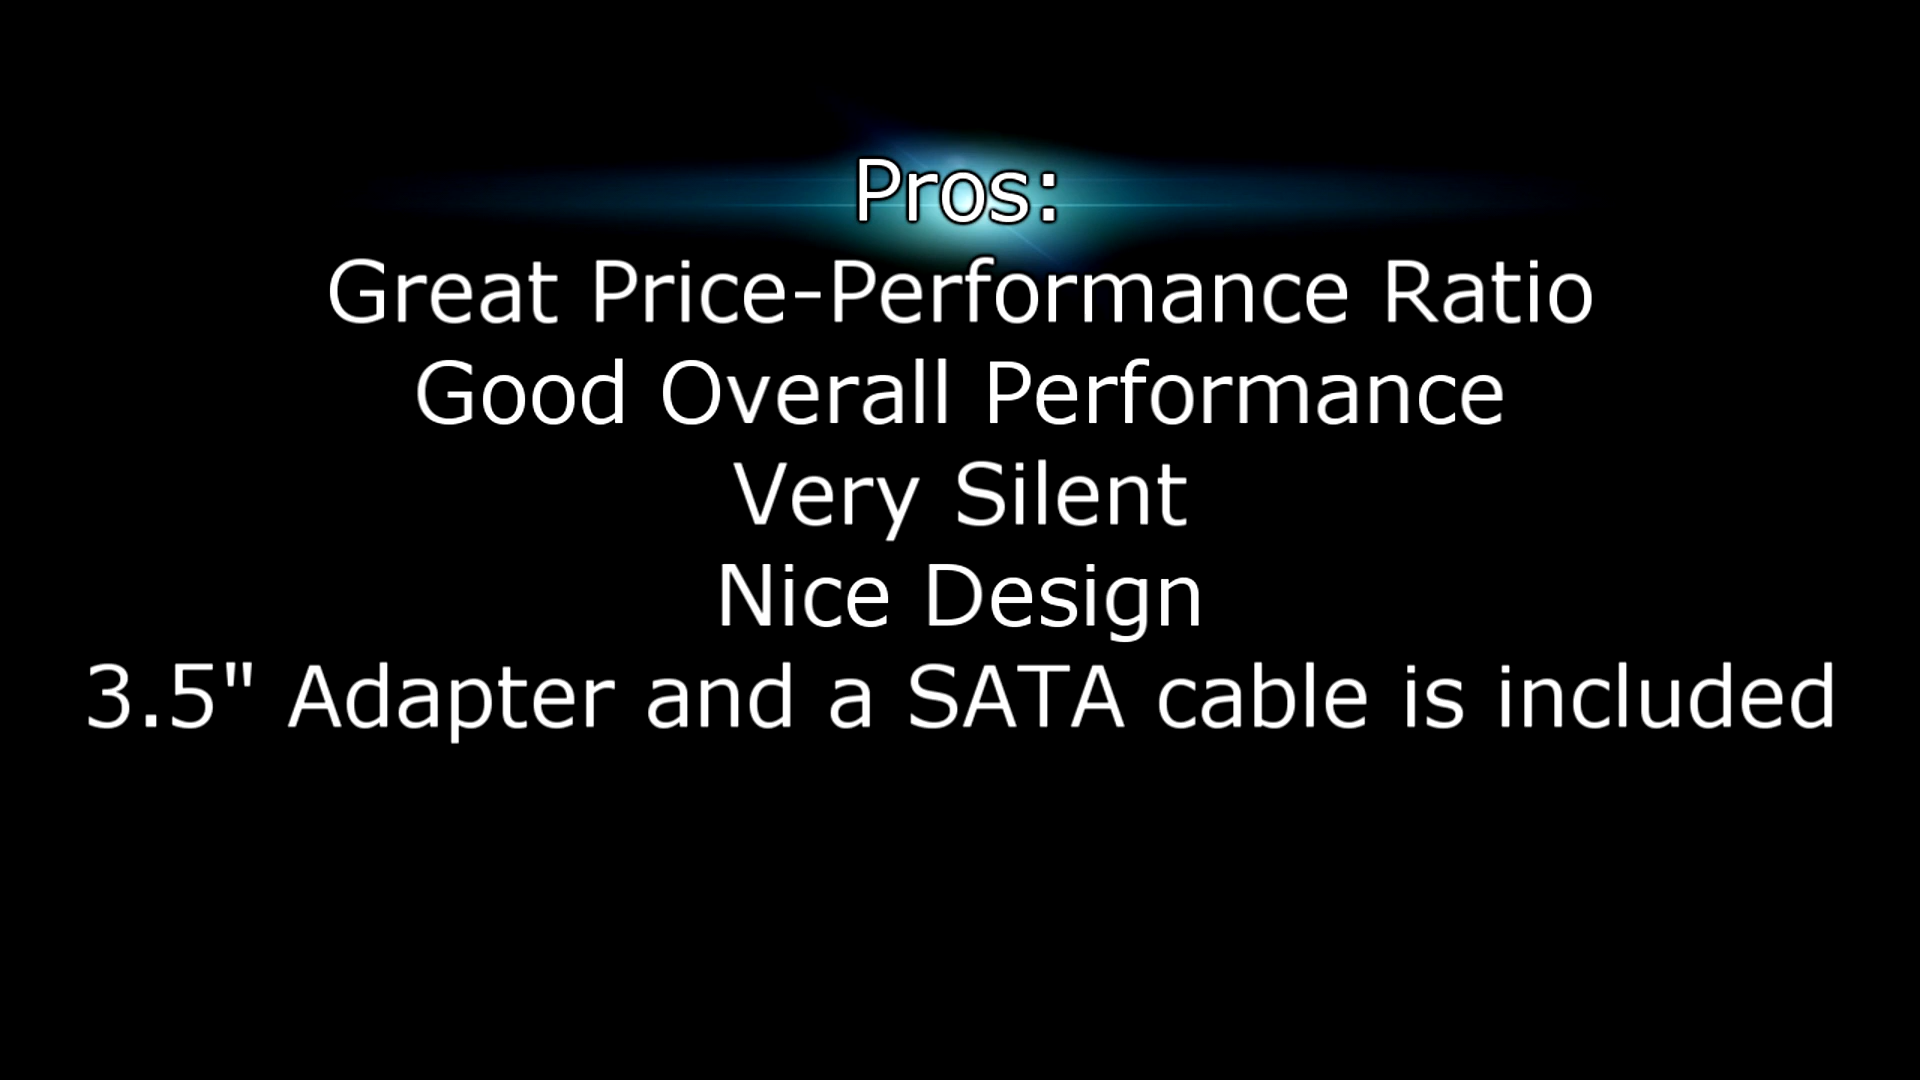 Pros:
Great Price-Performance Ratio
Good Overall Performance
Very Silent
Nice Design
3.5" Adapter and a SATA cable is included